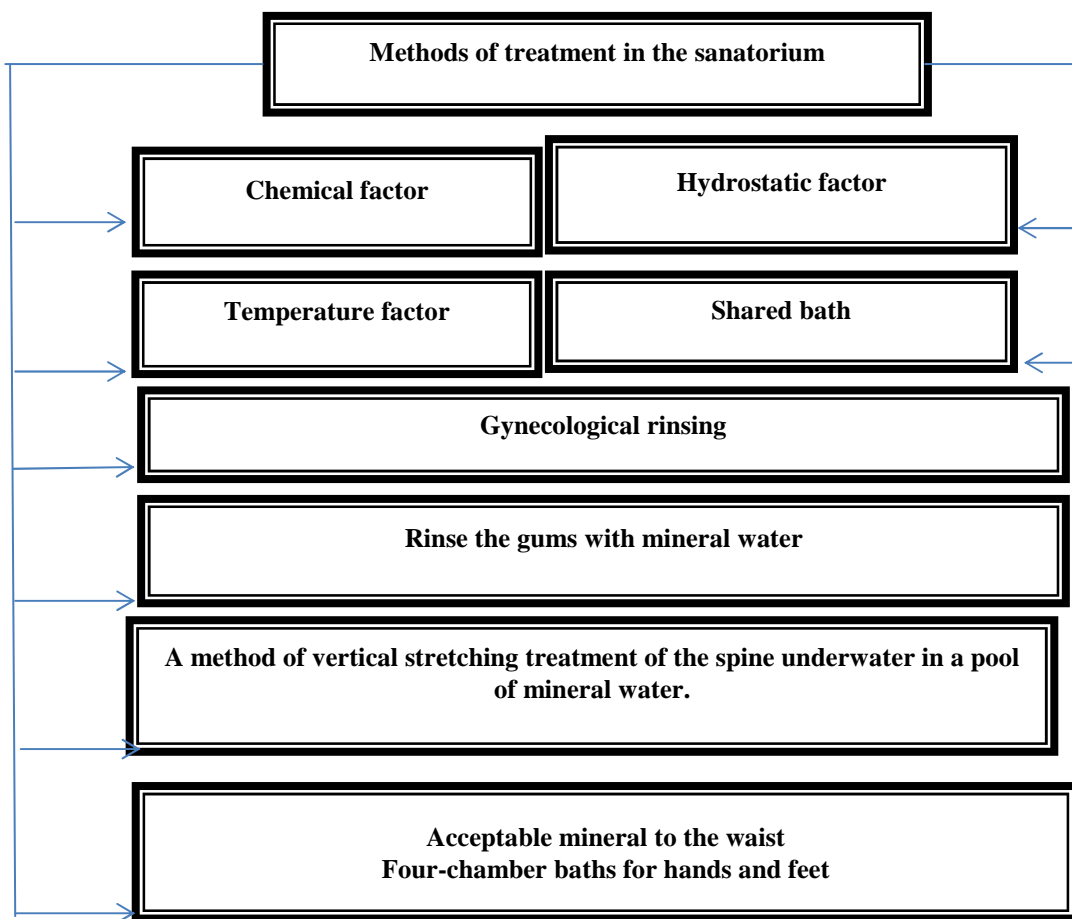 Methods of treatment in the sanatorium
Chemical factor
Hydrostatic factor
Temperature factor
Shared bath
Gynecological rinsing
Rinse the gums with mineral water
A method of vertical stretching treatment of the spine underwater in a pool
of mineral water.
Acceptable mineral to the waist
Four-chamber baths for hands and feet